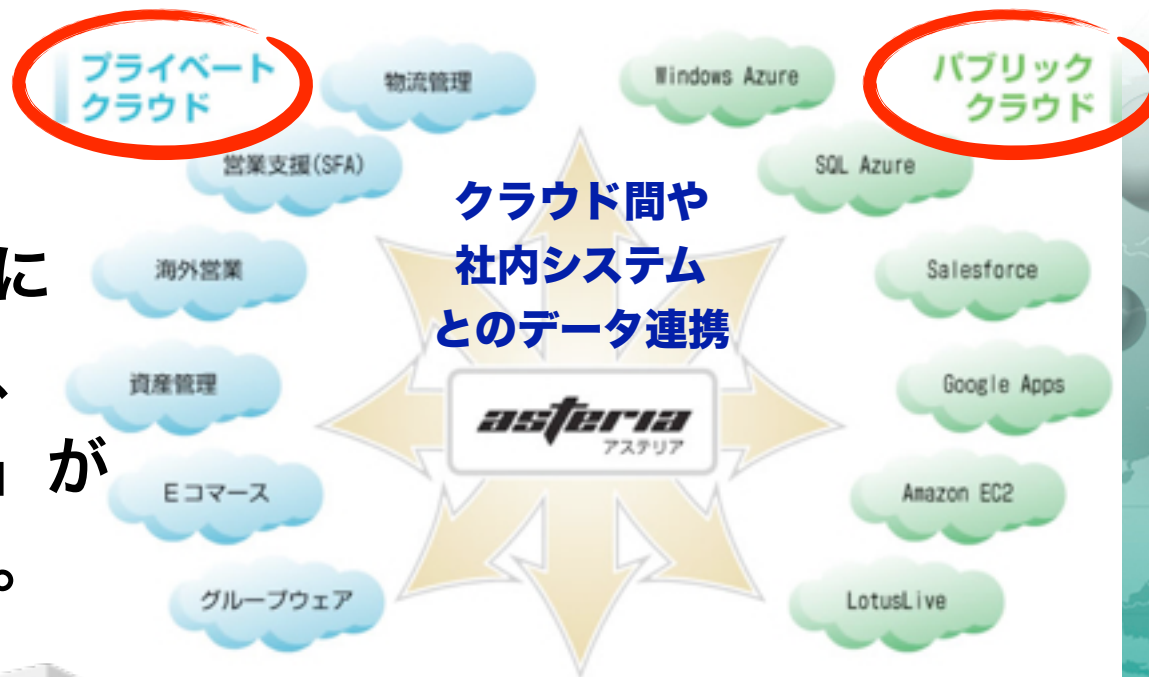 プライベート
クラウド
パブリック
クラウド
物流管理
Windows Azure
営業支援(SFA)
SQL Azure
クラウド間や
社内システム
とのデータ連携
に
海外営業
Salesforce
、
資産管理
Google Apps
asteria
アステリア
」が
Eコマース
Amazon EC2
。
グループウェア
LotusLive